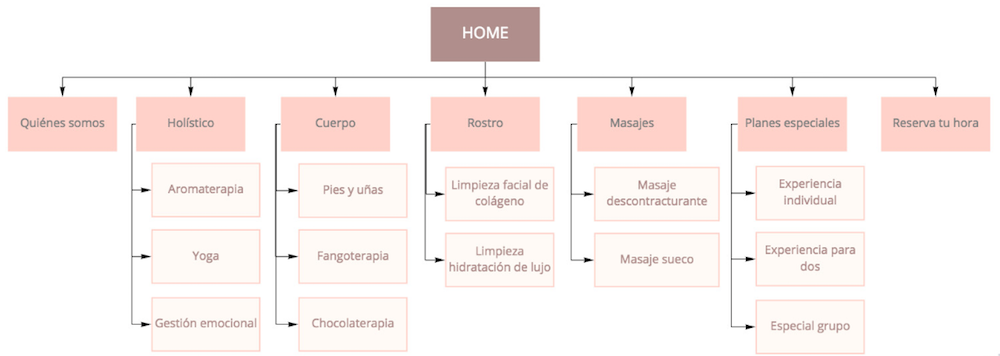 HOME
Quiénes somos
Holístico
Cuerpo
Rostro
Masajes
Planes especiales
Reserva tu hora
Aromaterapia
Yoga
Gestión emocional
Pies y uñas
Fangoterapia
Chocolaterapia
Limpieza facial de
colágeno
Limpieza
hidratación de lujo
Masaje
descontracturante
Masaje sueco
Experiencia
individual
Experiencia para
dos
Especial grupo